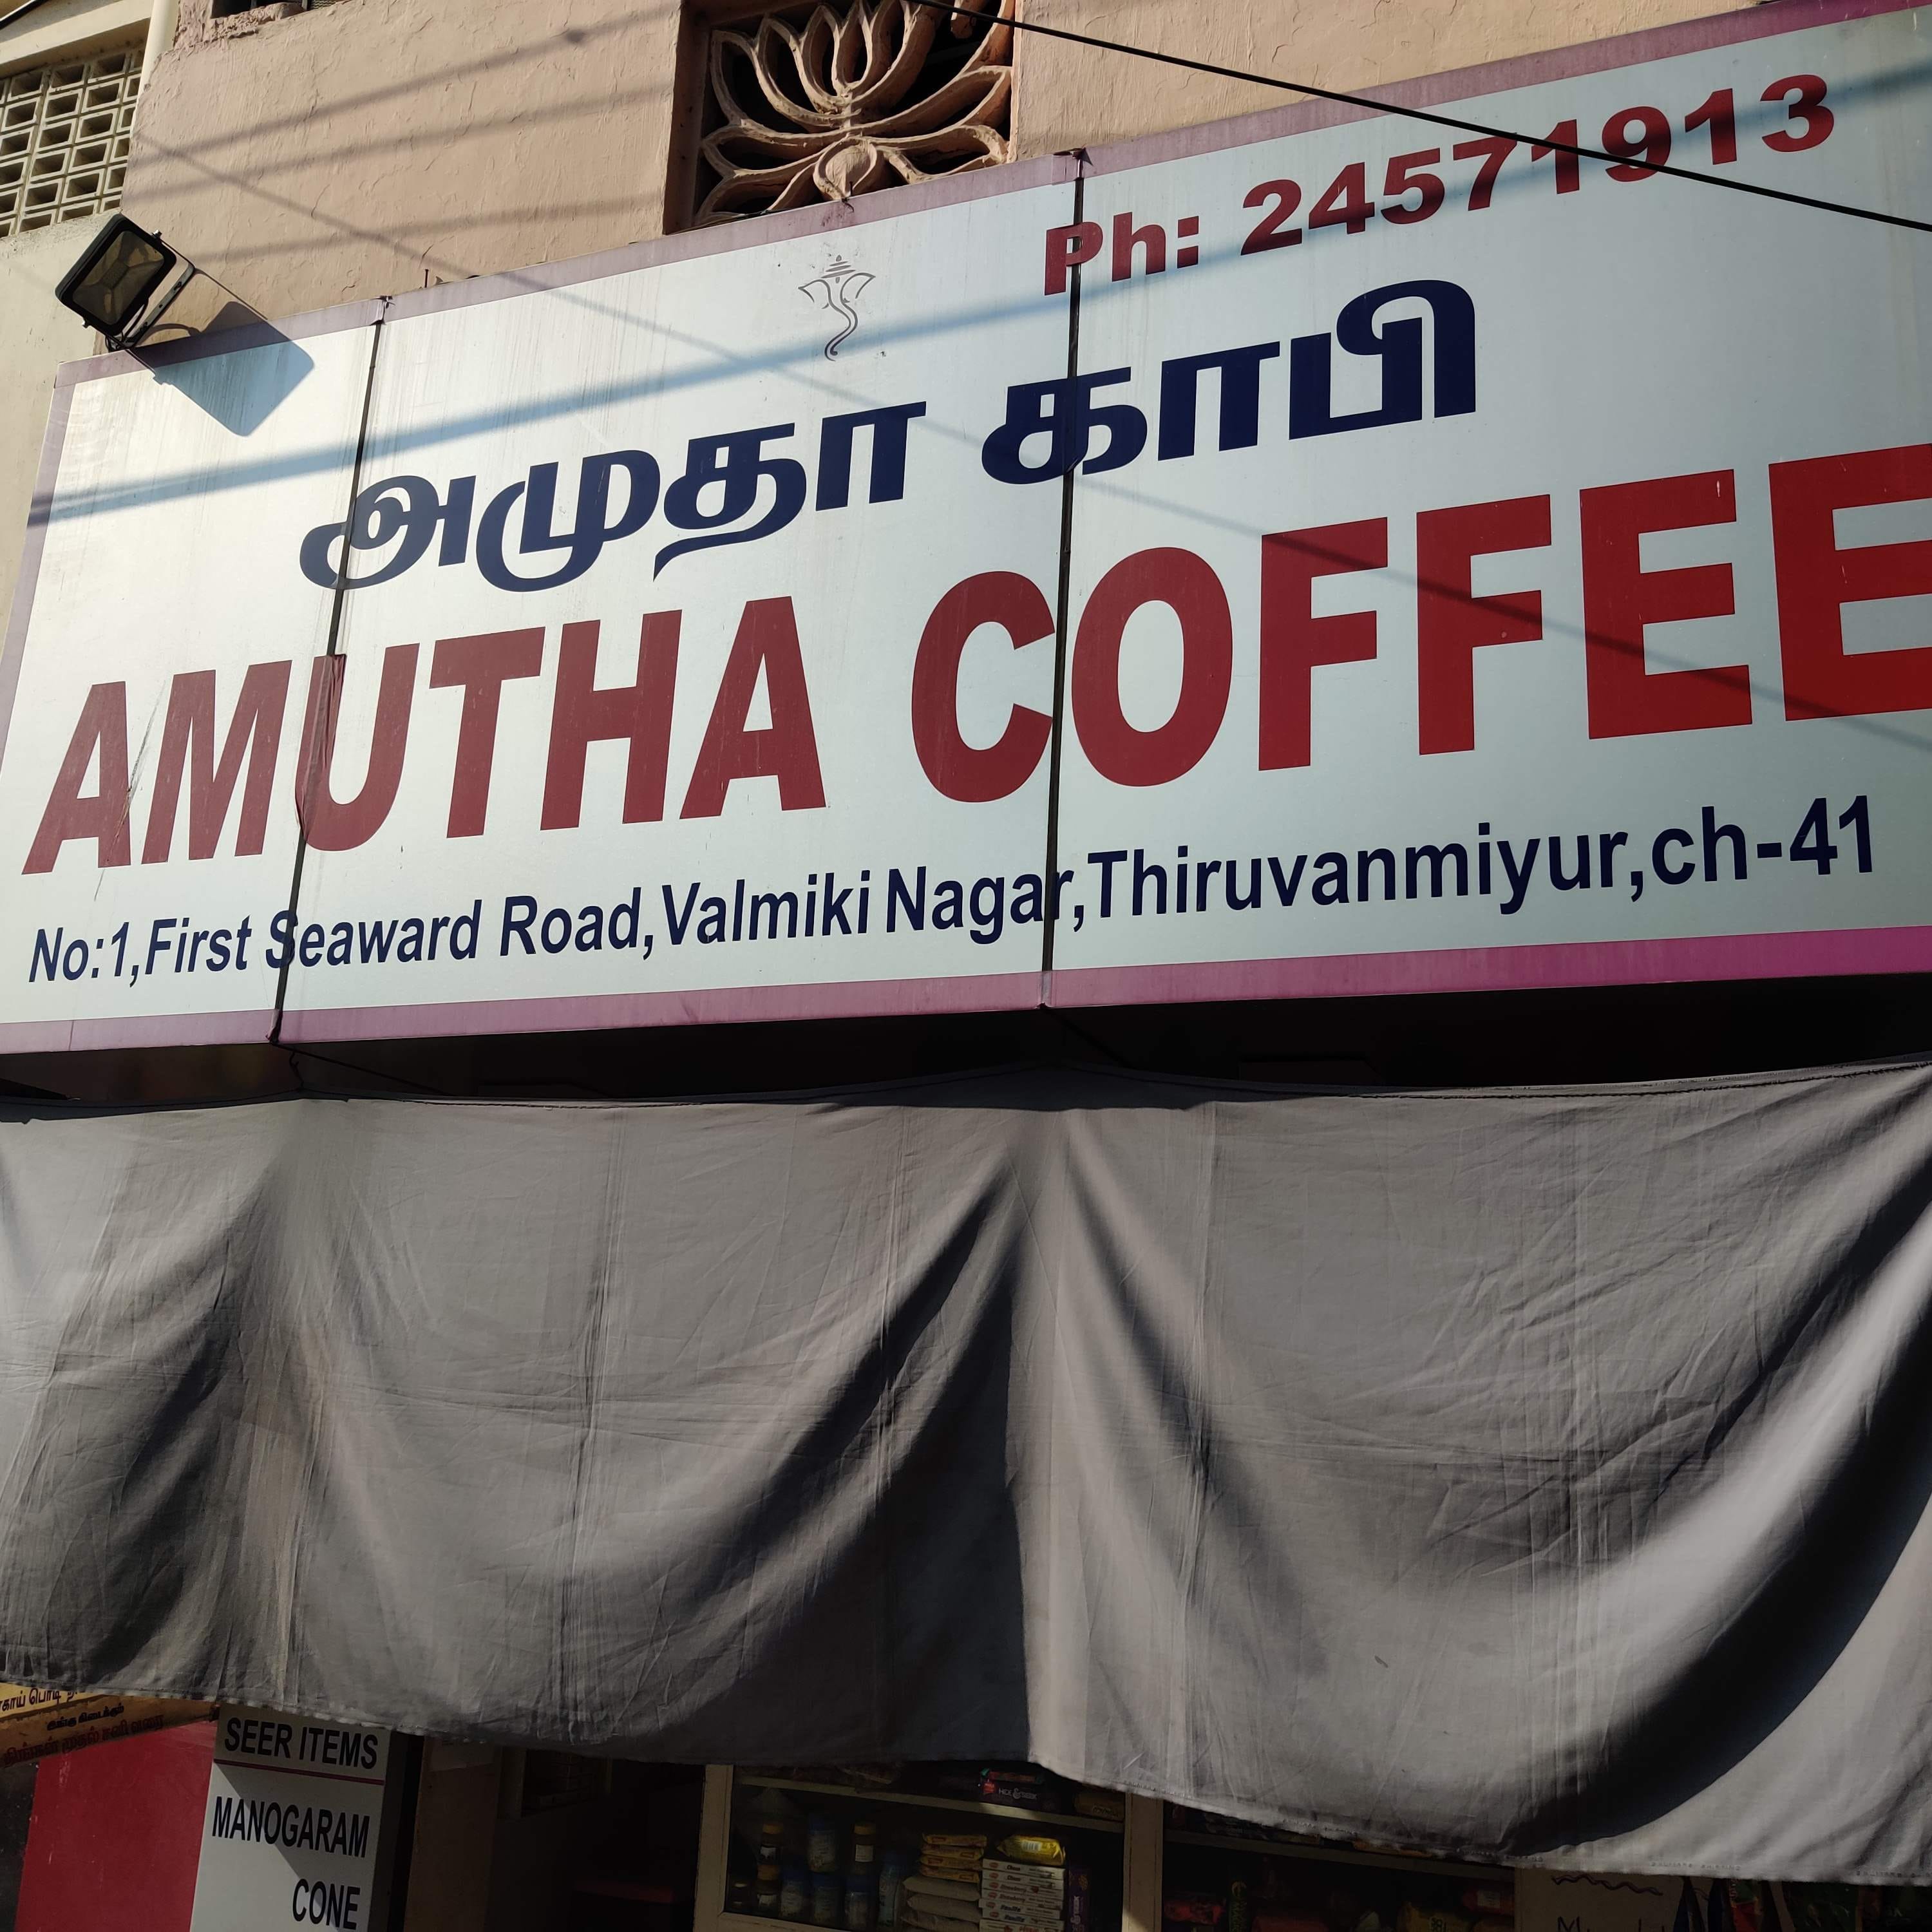 Ph: 24571913
அமுதா காபி
AMUTHA COFFEE
No:1,First Seaward Road,Valmiki Nagar,Thiruvanmiyur,ch-41
பொடி
இங்கு கிடைக்கும்
SEER ITEMS
MANOGARAM
CONE